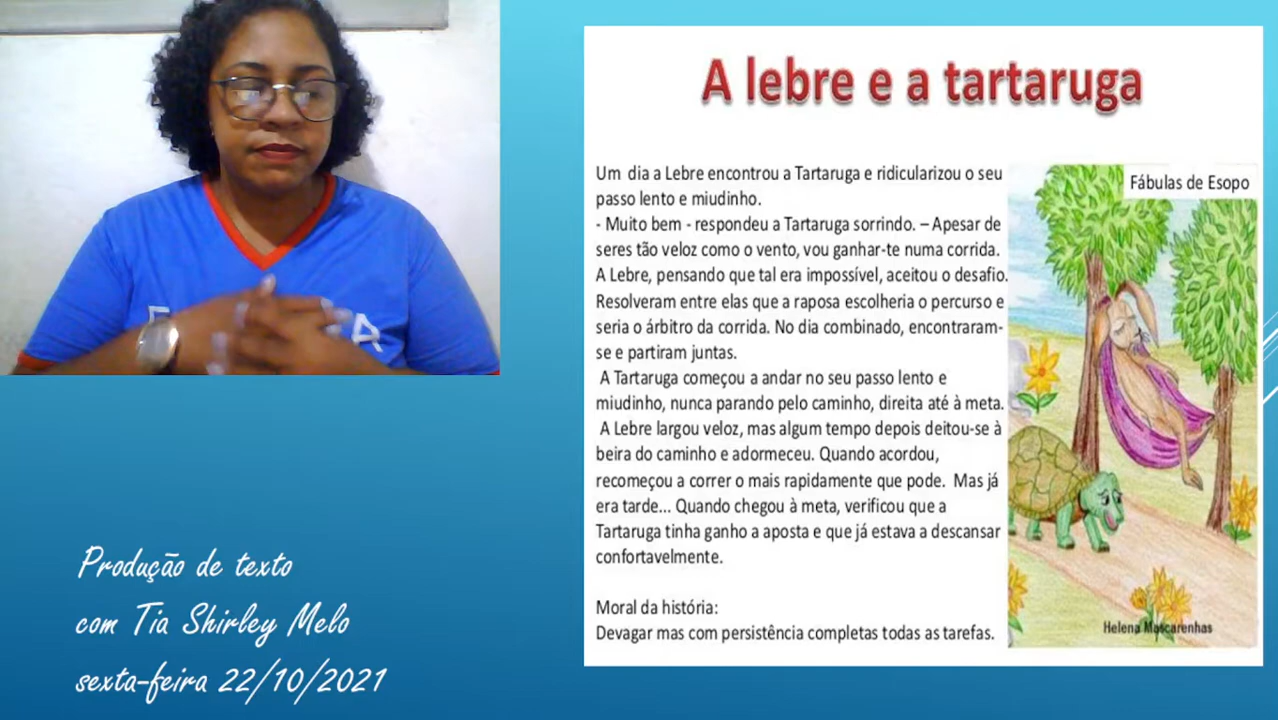 A lebre e a tartaruga
Um dia a Lebre encontrou a Tartaruga e ridicularizou o seu
passo lento e miudinho.
- Muito bem - respondeu a Tartaruga sorrindo. – Apesar de
seres tão veloz como o vento, vou ganhar-te numa corrida.
A Lebre, pensando que tal era impossível, aceitou o desafio.
Resolveram entre elas que a raposa escolheria o percurso e
seria o árbitro da corrida. No dia combinado, encontraram-
se e partiram juntas.
A Tartaruga começou a andar no seu passo lento e
miudinho, nunca parando pelo caminho, direita até à meta.
A Lebre largou veloz, mas algum tempo depois deitou-se à
beira do caminho e adormeceu. Quando acordou,
recomeçou a correr o mais rapidamente que pode. Mas já
era tarde... Quando chegou à meta, verificou que a
Tartaruga tinha ganho a aposta e que já estava a descansar
confortavelmente.
Moral da história:
Devagar mas com persistência completas todas as tarefas.
Fábulas de Esopo
Helena Mascarenhas
Produção de texto
com Tia Shirley Melo
sexta-feira 22/10/2021